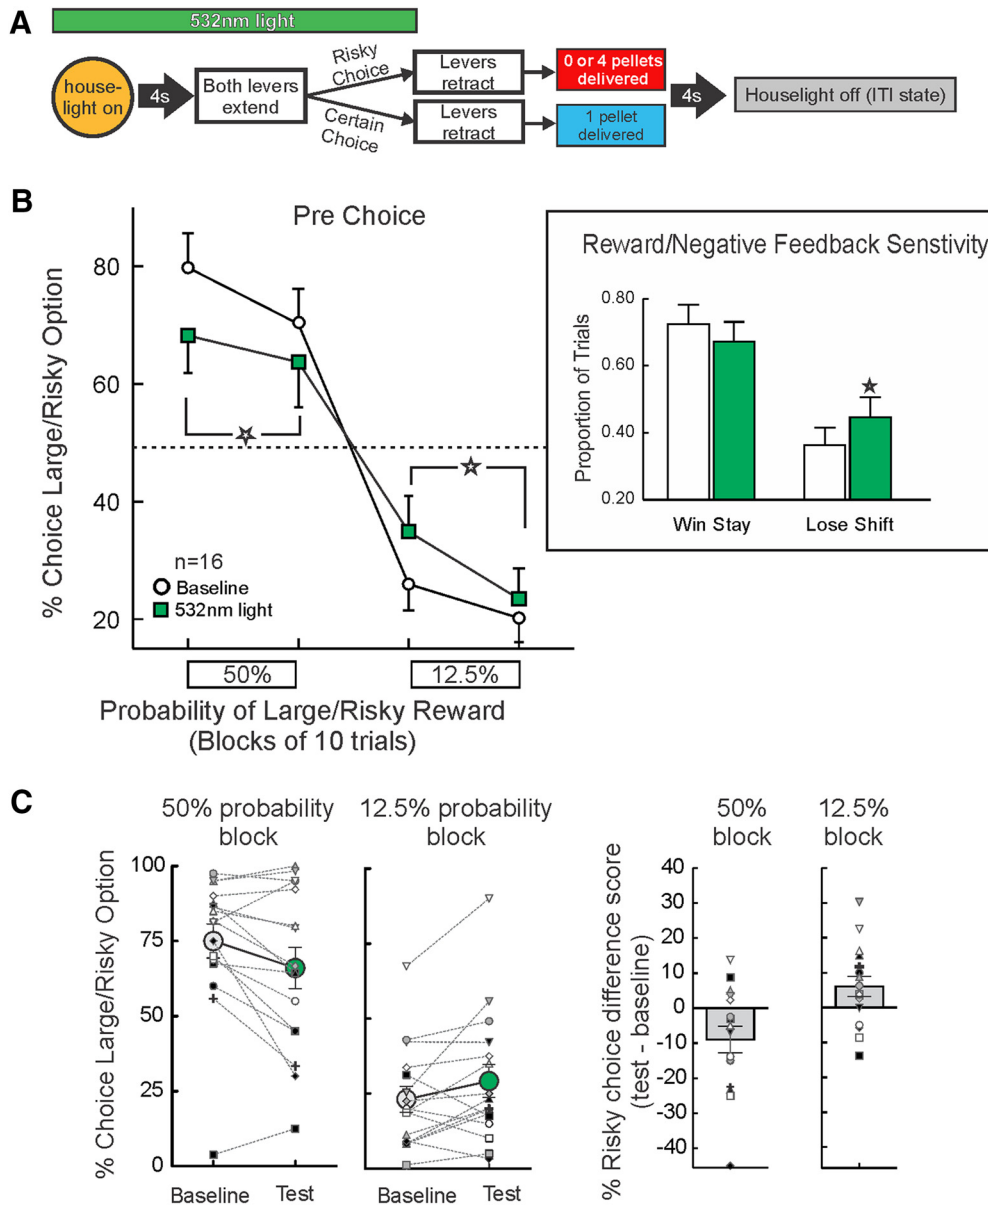 A
532nm light
house-
light on
4s
Both levers
extend
Risky
Choice
Certain
Choice
Levers
retract
Levers
retract
0 or 4 pellets
delivered
1 pellet
delivered
4s
Houselight off (ITI state)
B
Pre Choice
% Choice Large/Risky Option
80
60
40
20
n=16
Baseline
532nm light
50%
12.5%
Probability of Large/Risky Reward
(Blocks of 10 trials)
Reward/Negative Feedback Senstivity
Proportion of Trials
0.80
0.60
0.40
0.20
Win Stay
Lose Shift
C
50% probability
block
12.5% probability
block
% Choice Large/Risky Option
100
75
50
25
0
Baseline
Test
Baseline
Test
50%
block
12.5%
block
% Risky choice difference score
(test - baseline)
40
30
20
10
0
-10
-20
-30
-40